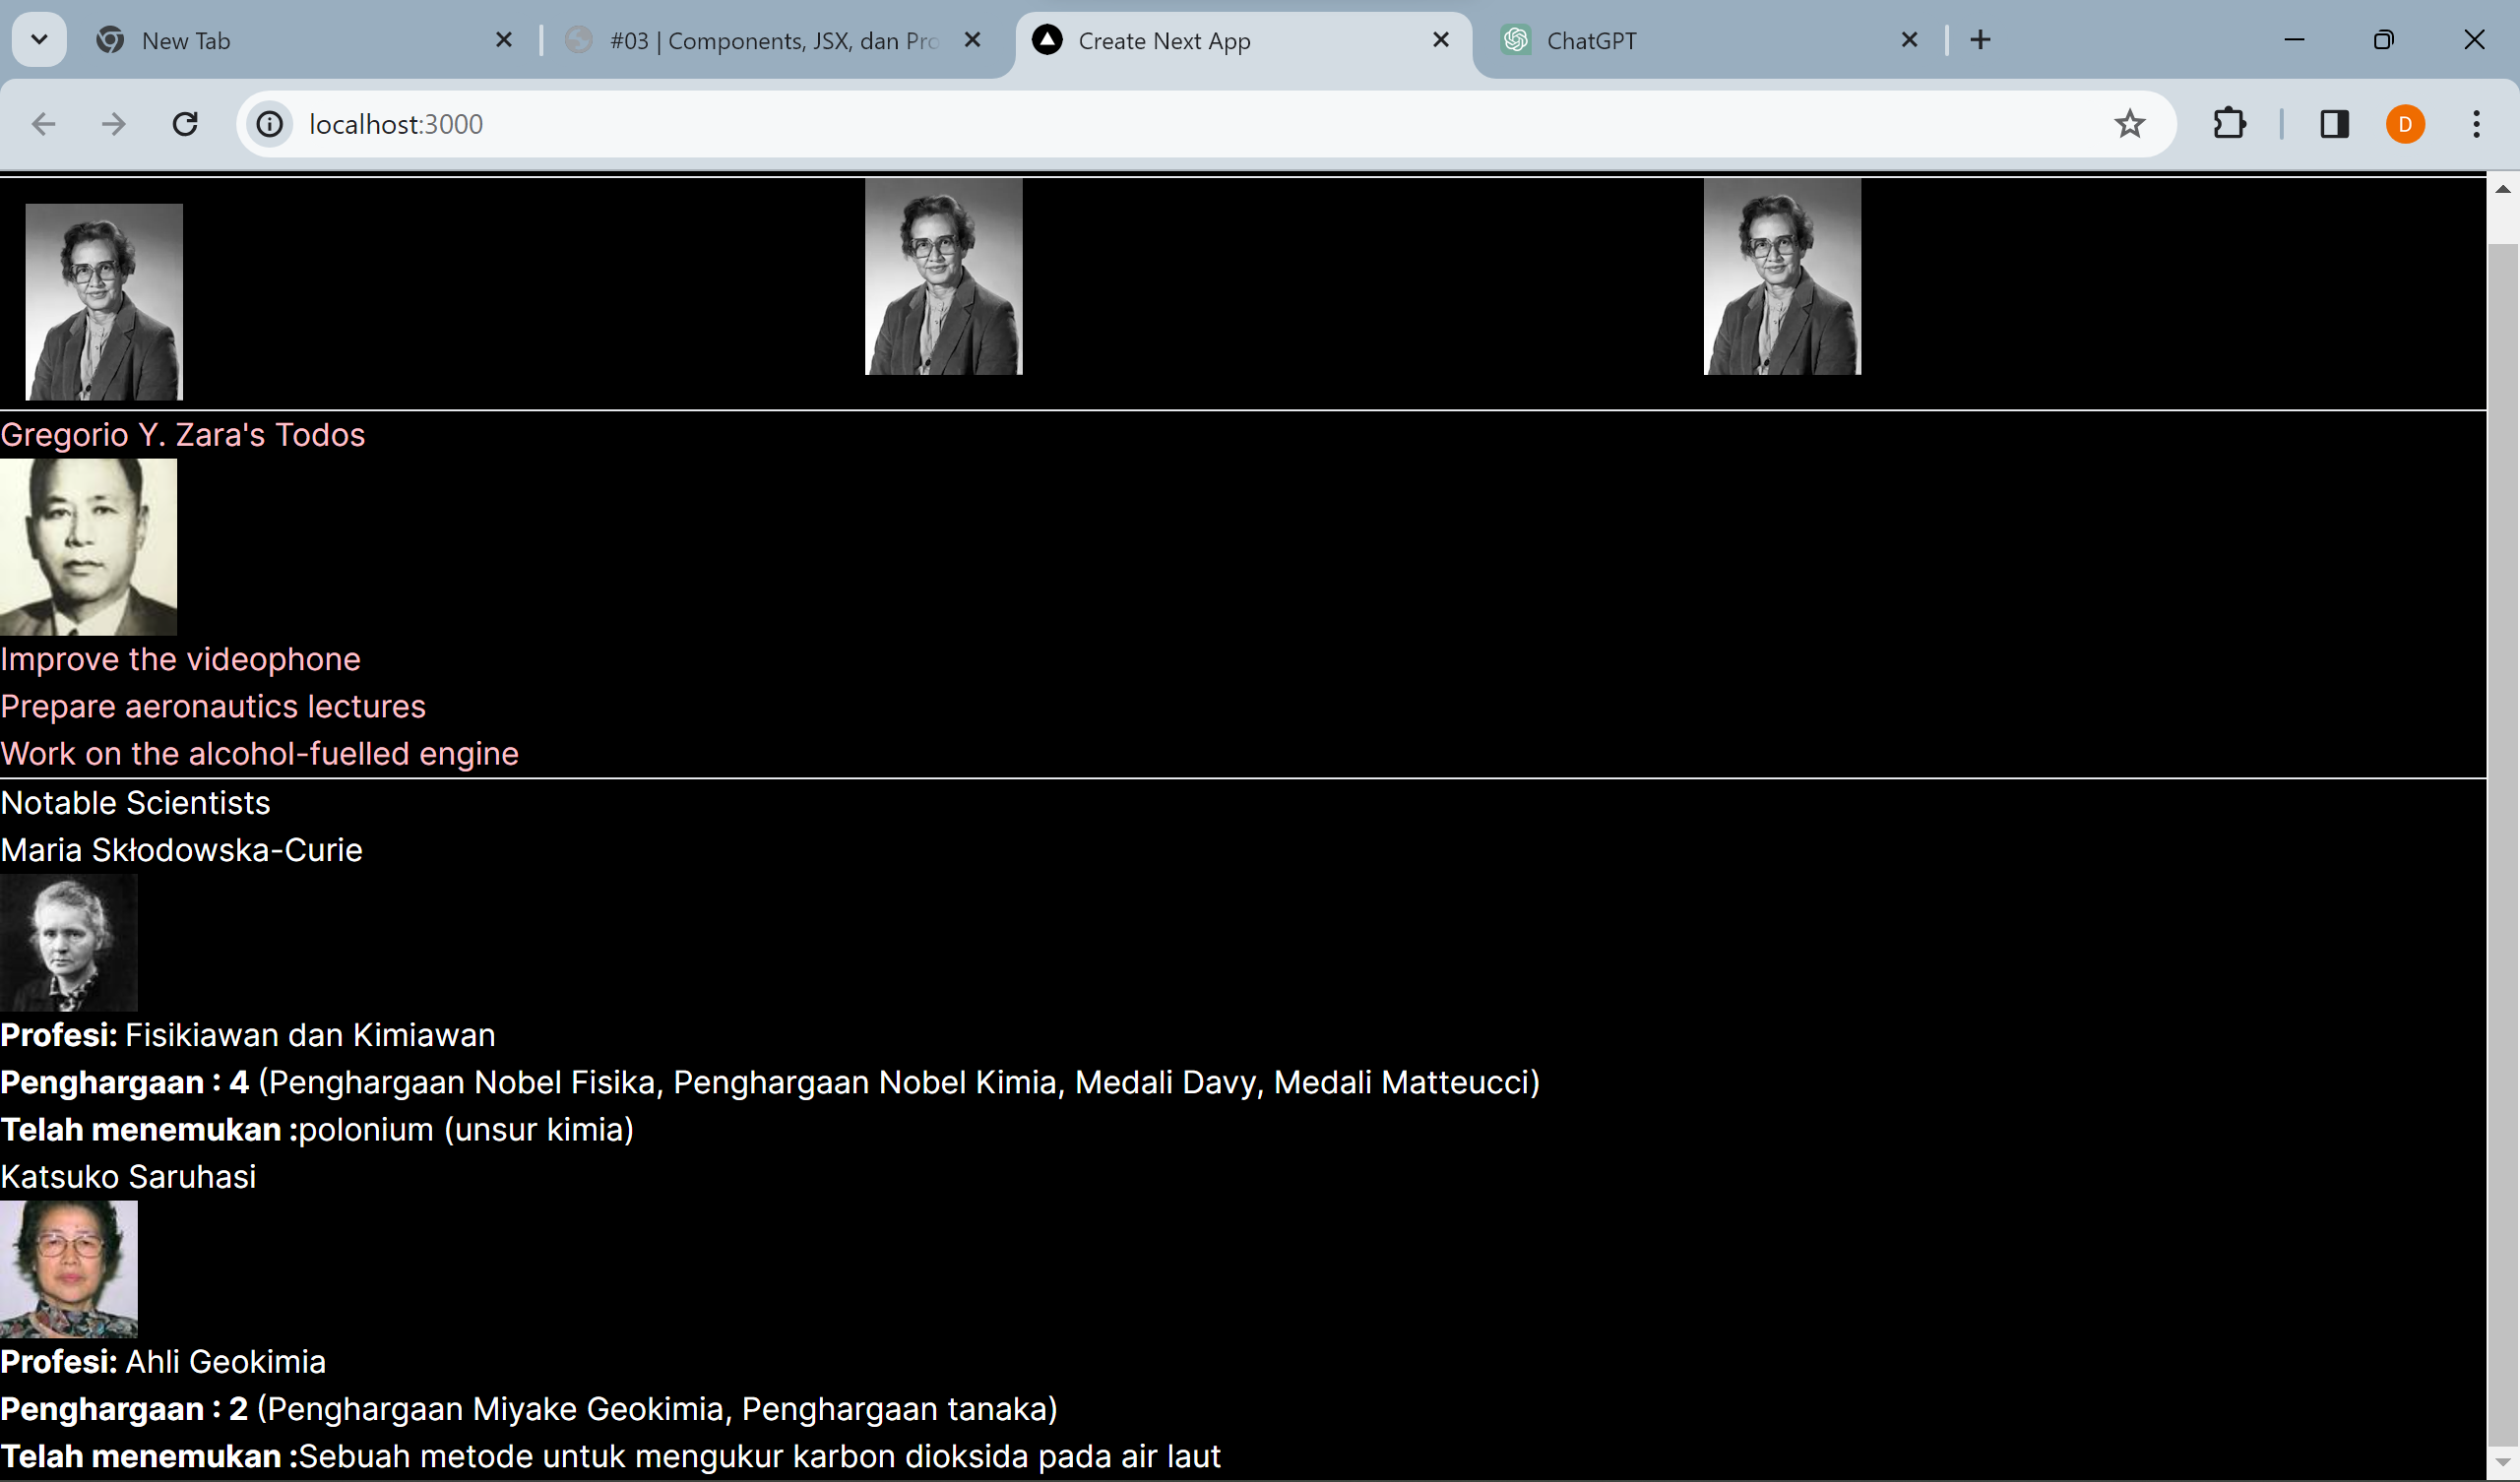 New Tab
#03 | Components, JSX, dan Pro
Create Next App
ChatGPT
localhost:3000
D
Gregorio Y. Zara's Todos
Improve the videophone
Prepare aeronautics lectures
Work on the alcohol-fuelled engine
Notable Scientists
Maria Skłodowska-Curie
Profesi: Fisikiawan dan Kimiawan
Penghargaan : 4 (Penghargaan Nobel Fisika, Penghargaan Nobel Kimia, Medali Davy, Medali Matteucci)
Telah menemukan :polonium (unsur kimia)
Katsuko Saruhasi
Profesi: Ahli Geokimia
Penghargaan : 2 (Penghargaan Miyake Geokimia, Penghargaan tanaka)
Telah menemukan :Sebuah metode untuk mengukur karbon dioksida pada air laut